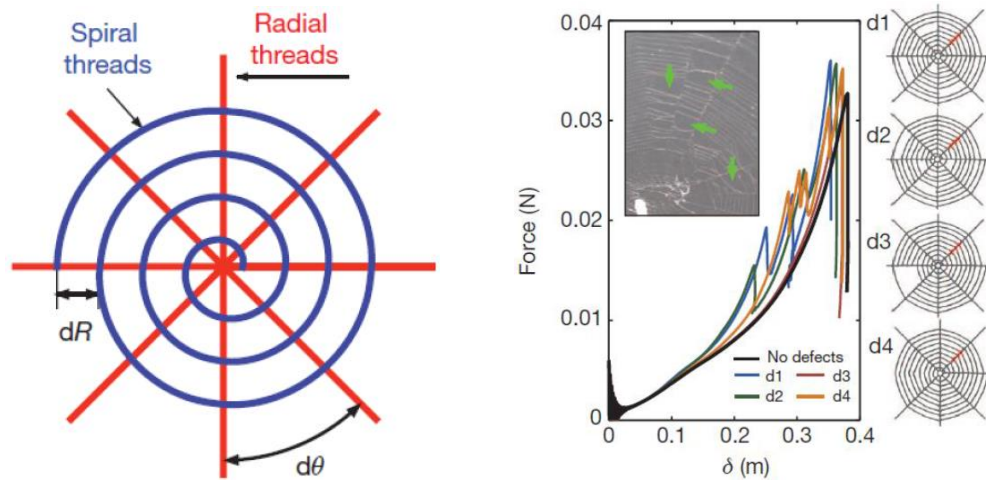 Spiral
threads
Radial
threads
dR
dθ
Force (N)
0.04
0.03
0.02
0.01
0
0
0.1
0.2
0.3
0.4
δ (m)
No defects
d1
d3
d2
d4
d1
d2
d3
d4